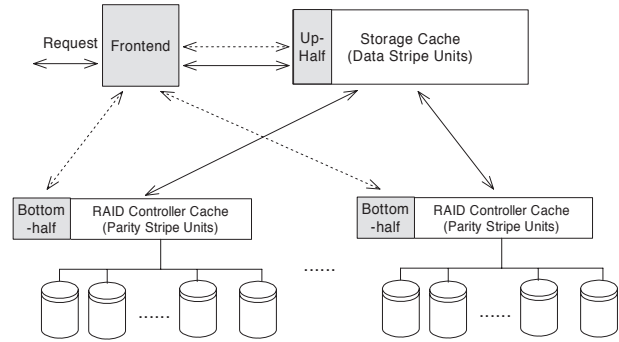 Request
Frontend
Up-
Half
Storage Cache
(Data Stripe Units)
Bottom
-half
RAID Controller Cache
(Parity Stripe Units)
Bottom
-half
RAID Controller Cache
(Parity Stripe Units)
......
......
......